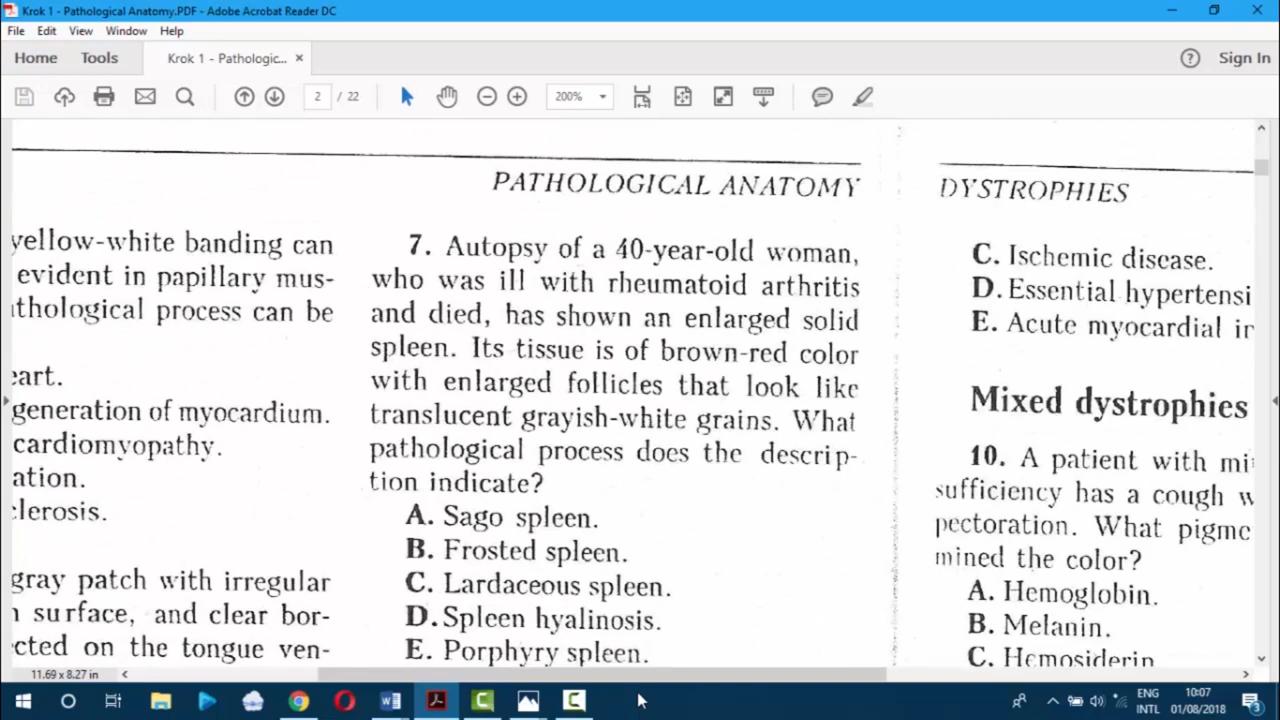 Krok 1 - Pathological Anatomy.PDF - Adobe Acrobat Reader DC
File Edit View Window Help
Home Tools Krok 1 - Pathologic... × Sign In
2 / 22 200%
PATHOLOGICAL ANATOMY
yellow-white banding can
evident in papillary mus-
thological process can be
eart.
generation of myocardium.
cardiomyopathy.
ation.
clerosis.
gray patch with irregular
n surface, and clear bor-
ected on the tongue ven-
7. Autopsy of a 40-year-old woman,
who was ill with rheumatoid arthritis
and died, has shown an enlarged solid
spleen. Its tissue is of brown-red color
with enlarged follicles that look like
translucent grayish-white grains. What
pathological process does the descrip-
tion indicate?
A. Sago spleen.
B. Frosted spleen.
C. Lardaceous spleen.
D. Spleen hyalinosis.
E. Porphyry spleen.
DYSTROPHIES
C. Ischemic disease.
D. Essential hypertensi
E. Acute myocardial in
Mixed dystrophies
10. A patient with mi
sufficiency has a cough w
pectoration. What pigme
mined the color?
A. Hemoglobin.
B. Melanin.
C. Hemosiderin
11.69 x 8.27 in
ENG 10:07
INTL 01/08/2018 3